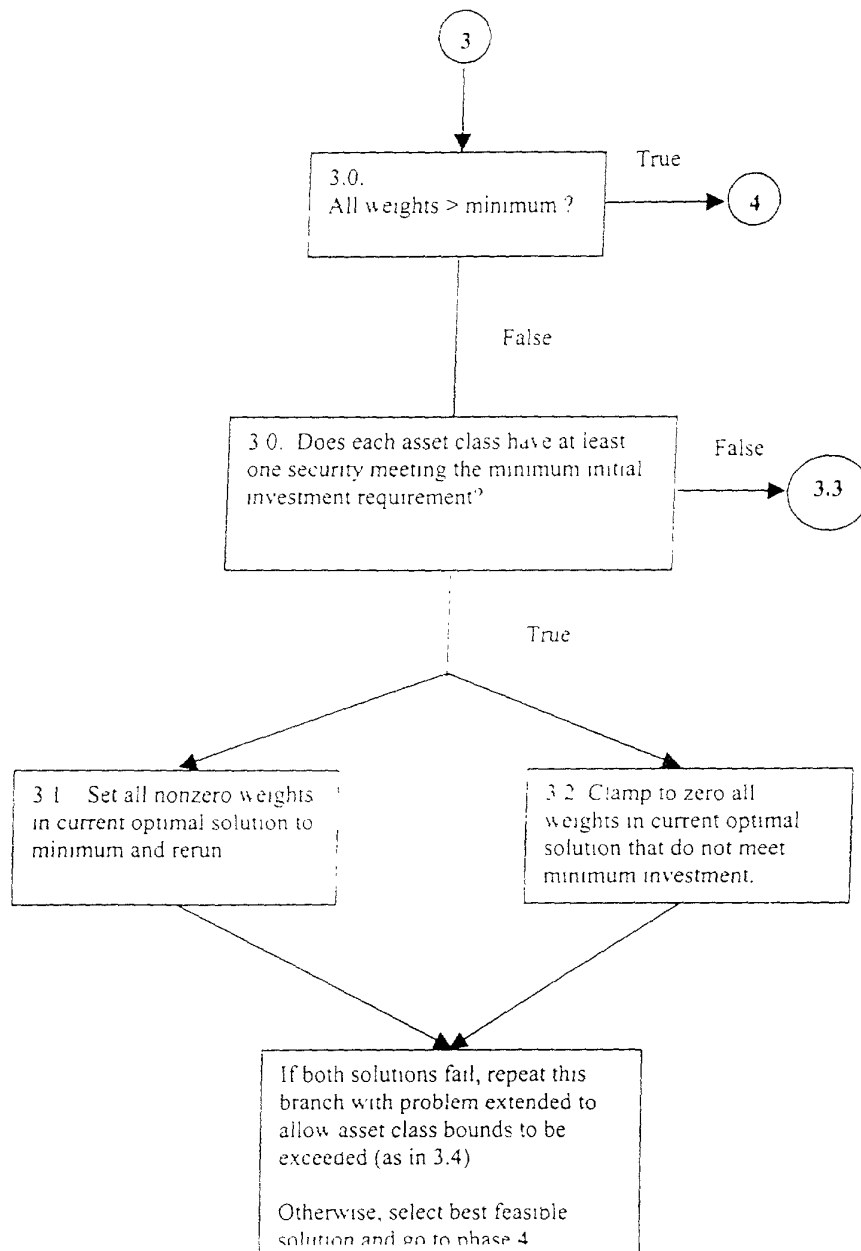 3
3.0.
All weights > minimum ?
True
4
False
3 0. Does each asset class have at least
one security meeting the minimum initial
investment requirement?
False
3.3
True
3 1 Set all nonzero weights
in current optimal solution to
minimum and rerun
3 2 Clamp to zero all
weights in current optimal
solution that do not meet
minimum investment.
If both solutions fail, repeat this
branch with problem extended to
allow asset class bounds to be
exceeded (as in 3.4)
Otherwise, select best feasible
solution and go to phase 4